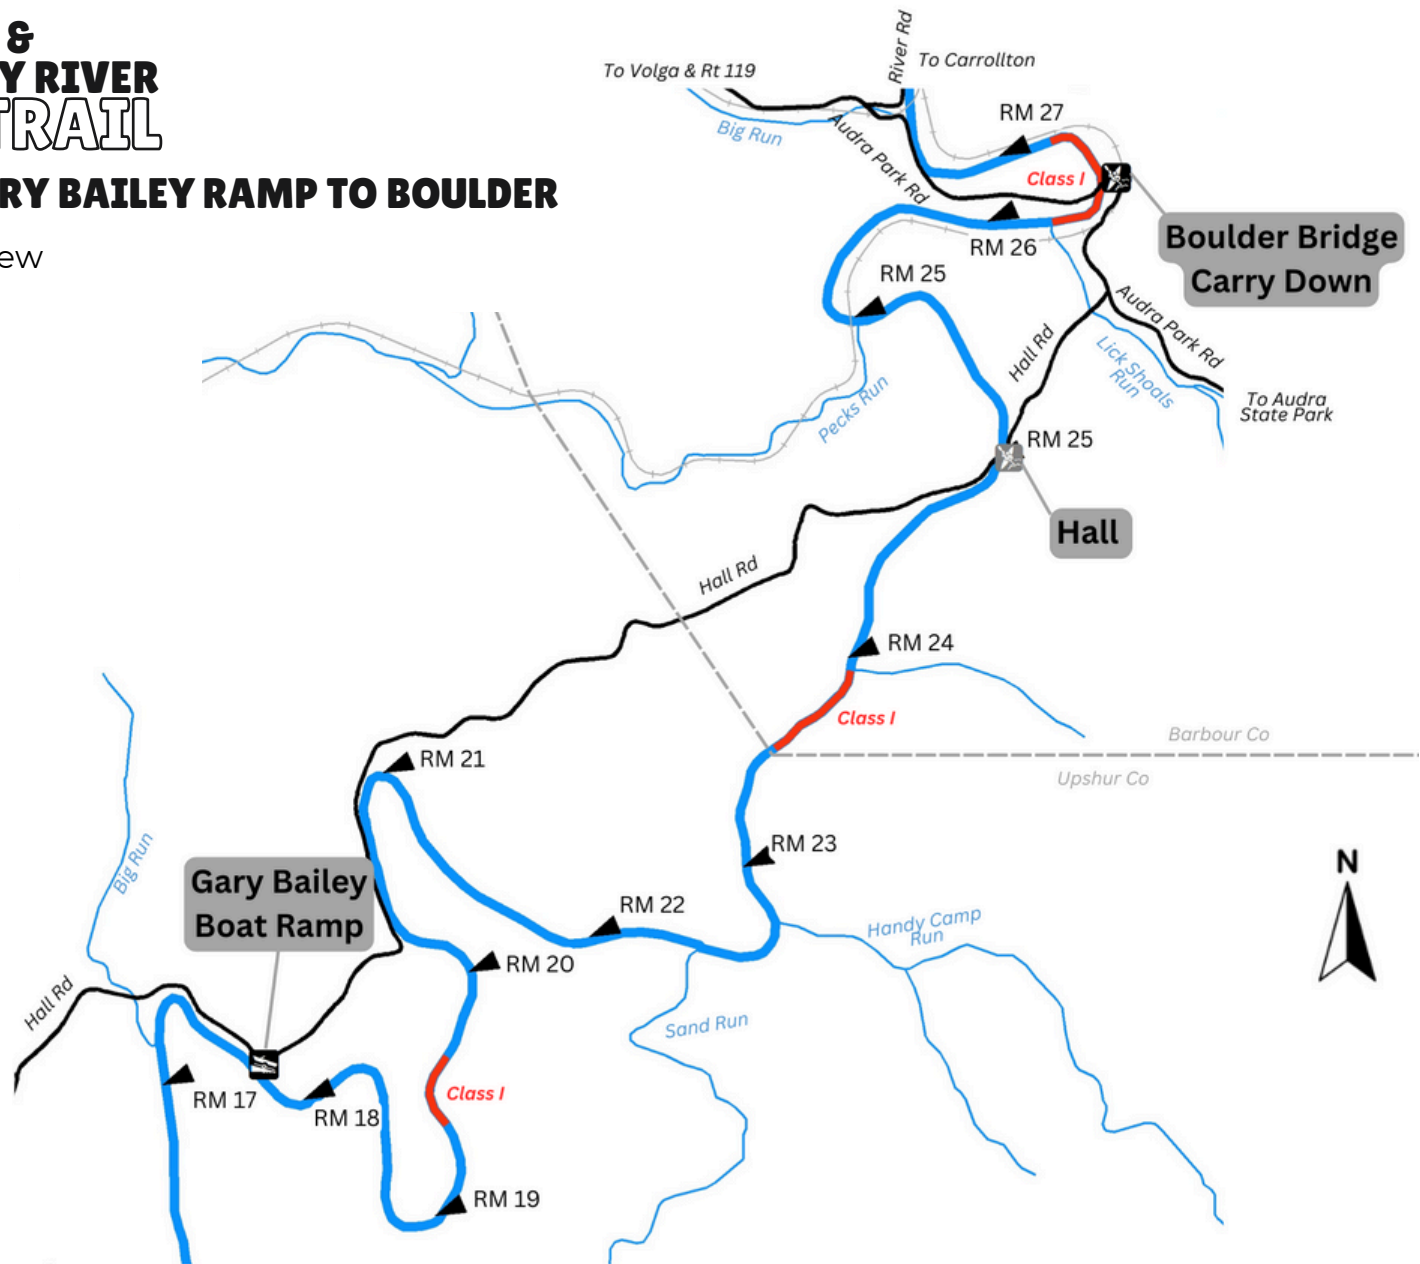 &
Y RIVER
TRAIL
RY BAILEY RAMP TO BOULDER
ew
River Rd
To Carrollton
To Volga & Rt 119
RM 27
Big Run
Audra Park Rd
Class I
Boulder Bridge
Carry Down
RM 26
RM 25
Audra Park Rd
Hall Rd
Lick Shoals
Run
To Audra
State Park
Pecks Run
RM 25
Hall
Hall Rd
RM 24
Class I
Barbour Co
Upshur Co
RM 21
RM 23
Big Run
Gary Bailey
Boat Ramp
RM 22
Handy Camp
Run
N
RM 20
Hall Rd
Sand Run
RM 17
Class I
RM 18
RM 19